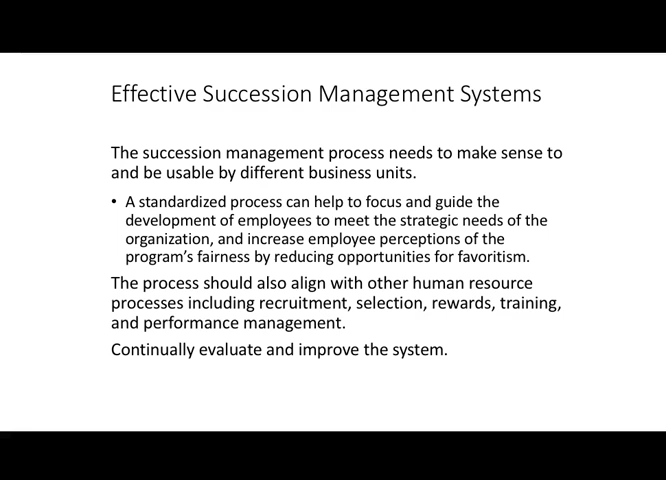 Effective Succession Management Systems
The succession management process needs to make sense to
and be usable by different business units.
• A standardized process can help to focus and guide the
development of employees to meet the strategic needs of the
organization, and increase employee perceptions of the
program’s fairness by reducing opportunities for favoritism.
The process should also align with other human resource
processes including recruitment, selection, rewards, training,
and performance management.
Continually evaluate and improve the system.